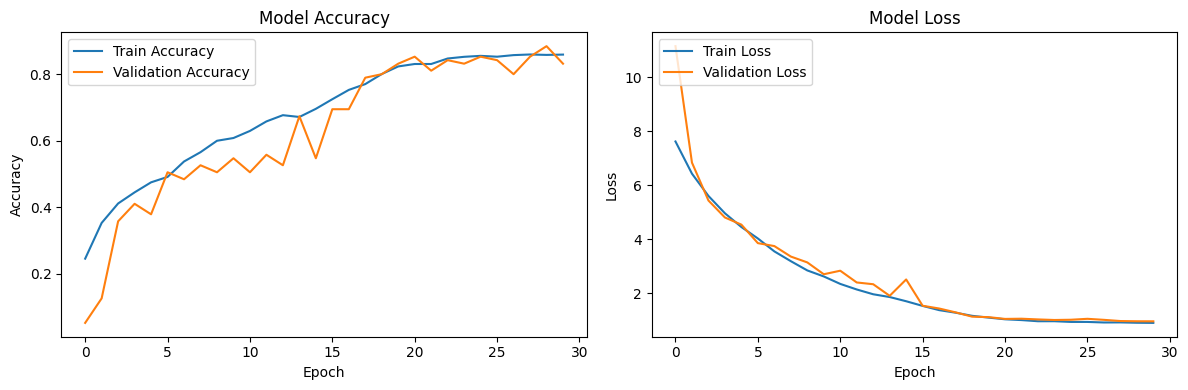 Model Accuracy
Train Accuracy
Validation Accuracy
Accuracy
0.8
0.6
0.4
0.2
0 5 10 15 20 25 30
Epoch
Model Loss
Train Loss
Validation Loss
Loss
10
8
6
4
2
0 5 10 15 20 25 30
Epoch